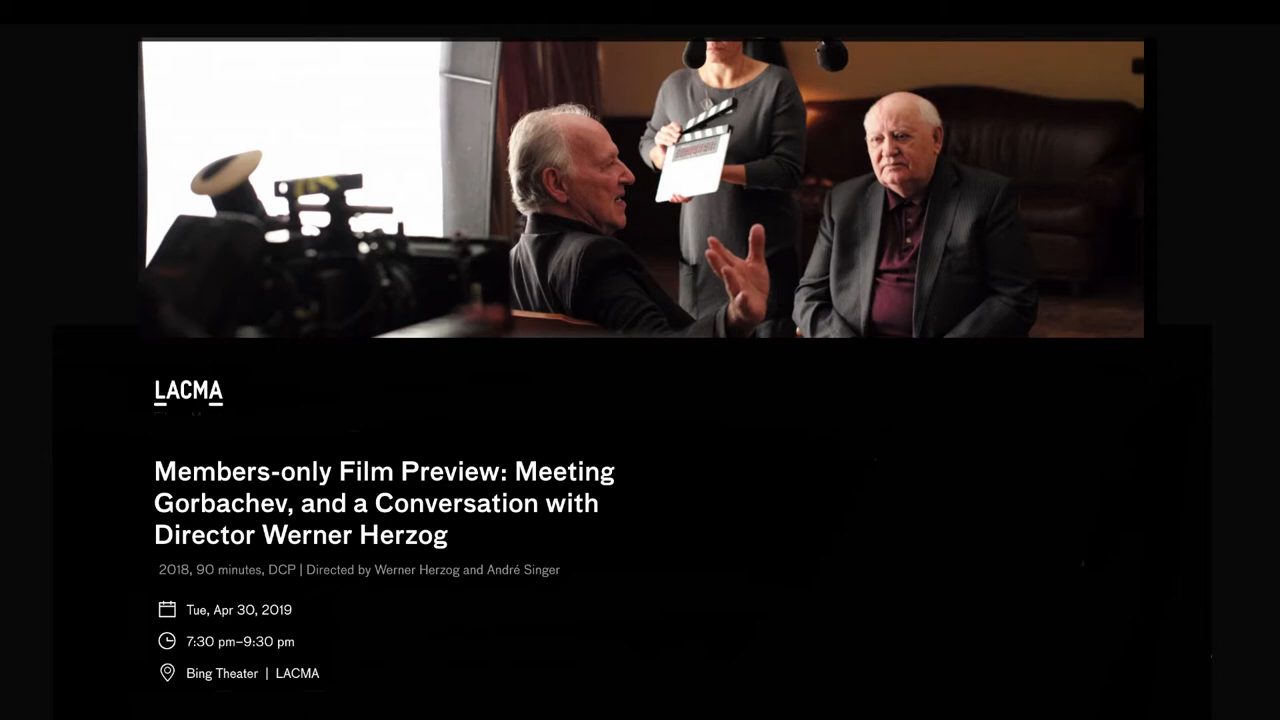 LACMA
Members-only Film Preview: Meeting
Gorbachev, and a Conversation with
Director Werner Herzog
2018, 90 minutes, DCP | Directed by Werner Herzog and André Singer
Tue, Apr 30, 2019
7:30 pm–9:30 pm
Bing Theater | LACMA